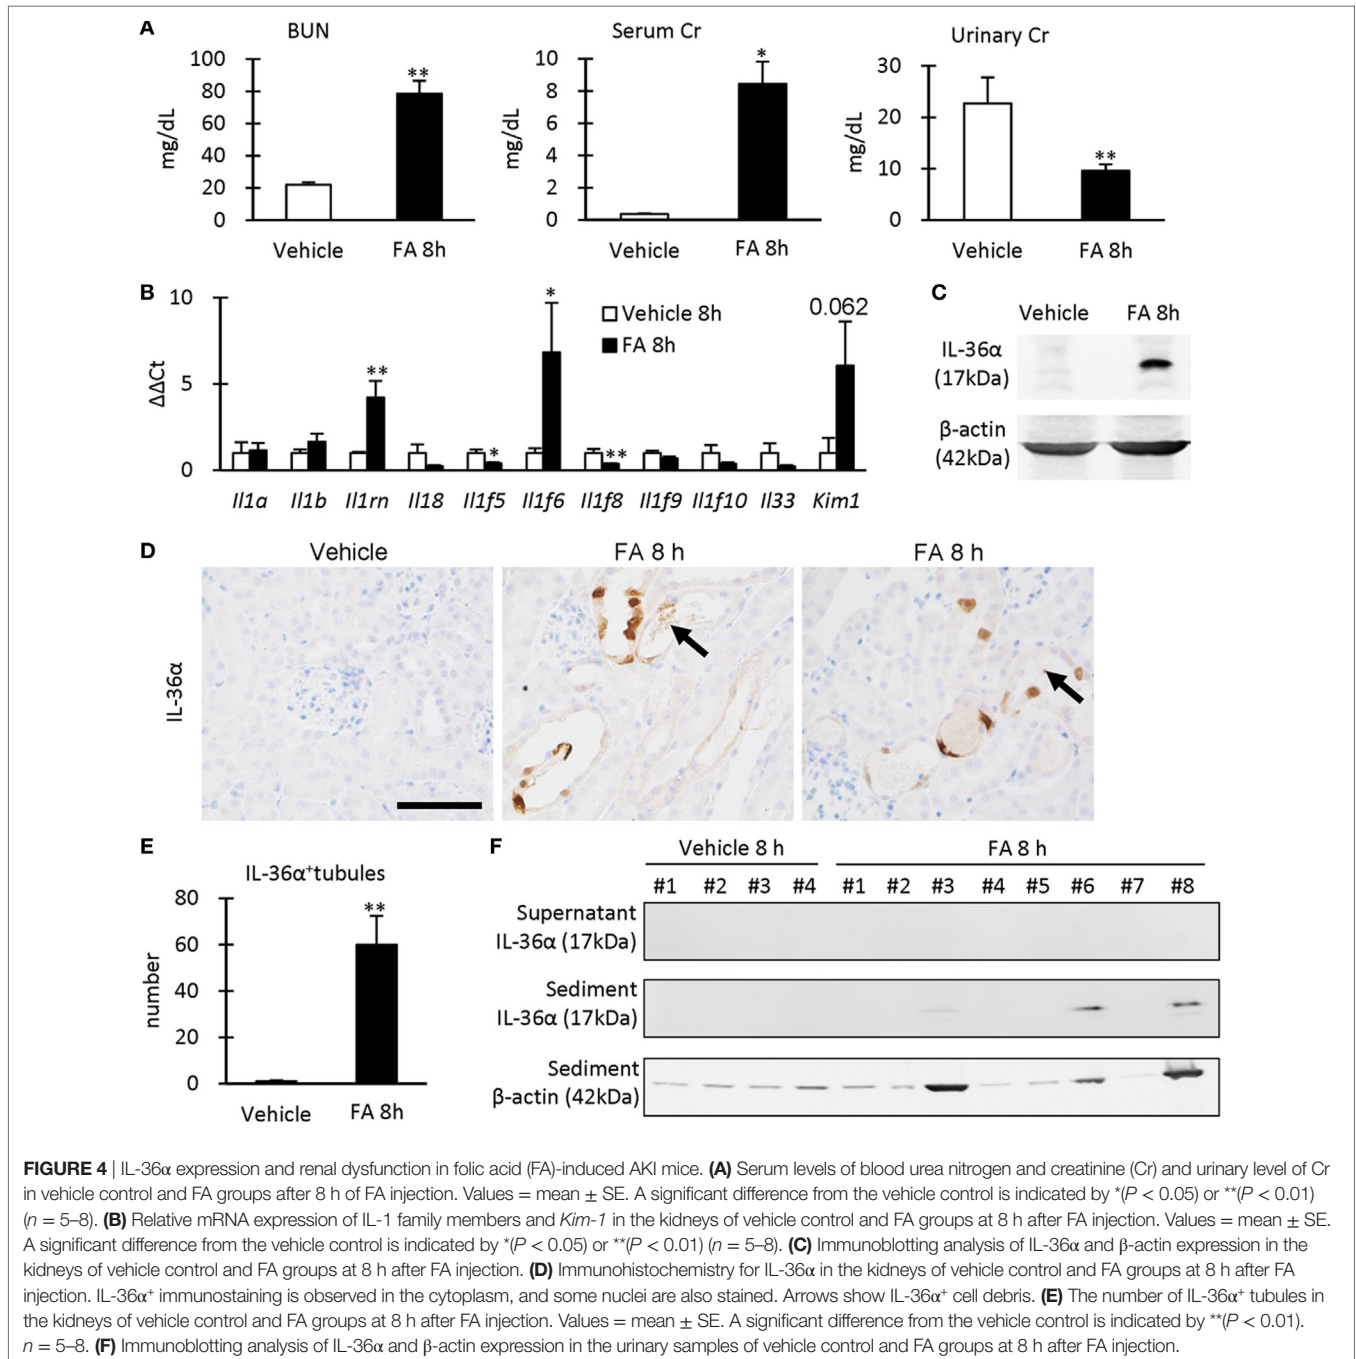 A
BUN
Serum Cr
Urinary Cr
100
80
60
40
20
0
mg/dL
**
Vehicle
FA 8h
10
8
6
4
2
0
mg/dL
*
Vehicle
FA 8h
30
20
10
0
mg/dL
**
Vehicle
FA 8h
B
10
5
0
ΔΔCt
Vehicle 8h
FA 8h
**
*
*
**
0.062
Il1a Il1b Il1rn Il18 Il1f5 Il1f6 Il1f8 Il1f9 Il1f10 Il33 Kim1
C
Vehicle FA 8h
IL-36α
(17kDa)
β-actin
(42kDa)
D
Vehicle
FA 8 h
FA 8 h
IL-36α
E
IL-36α⁺tubules
80
60
40
20
0
number
**
Vehicle
FA 8h
F
Vehicle 8 h
FA 8 h
#1 #2 #3 #4 #1 #2 #3 #4 #5 #6 #7 #8
Supernatant
IL-36α (17kDa)
Sediment
IL-36α (17kDa)
Sediment
β-actin (42kDa)
FIGURE 4 | IL-36α expression and renal dysfunction in folic acid (FA)-induced AKI mice. (A) Serum levels of blood urea nitrogen and creatinine (Cr) and urinary level of Cr
in vehicle control and FA groups after 8 h of FA injection. Values = mean ± SE. A significant difference from the vehicle control is indicated by *(P < 0.05) or **(P < 0.01)
(n = 5–8). (B) Relative mRNA expression of IL-1 family members and Kim-1 in the kidneys of vehicle control and FA groups at 8 h after FA injection. Values = mean ± SE.
A significant difference from the vehicle control is indicated by *(P < 0.05) or **(P < 0.01) (n = 5–8). (C) Immunoblotting analysis of IL-36α and β-actin expression in the
kidneys of vehicle control and FA groups at 8 h after FA injection. (D) Immunohistochemistry for IL-36α in the kidneys of vehicle control and FA groups at 8 h after FA
injection. IL-36α⁺ immunostaining is observed in the cytoplasm, and some nuclei are also stained. Arrows show IL-36α⁺ cell debris. (E) The number of IL-36α⁺ tubules in
the kidneys of vehicle control and FA groups at 8 h after FA injection. Values = mean ± SE. A significant difference from the vehicle control is indicated by **(P < 0.01).
n = 5–8. (F) Immunoblotting analysis of IL-36α and β-actin expression in the urinary samples of vehicle control and FA groups at 8 h after FA injection.